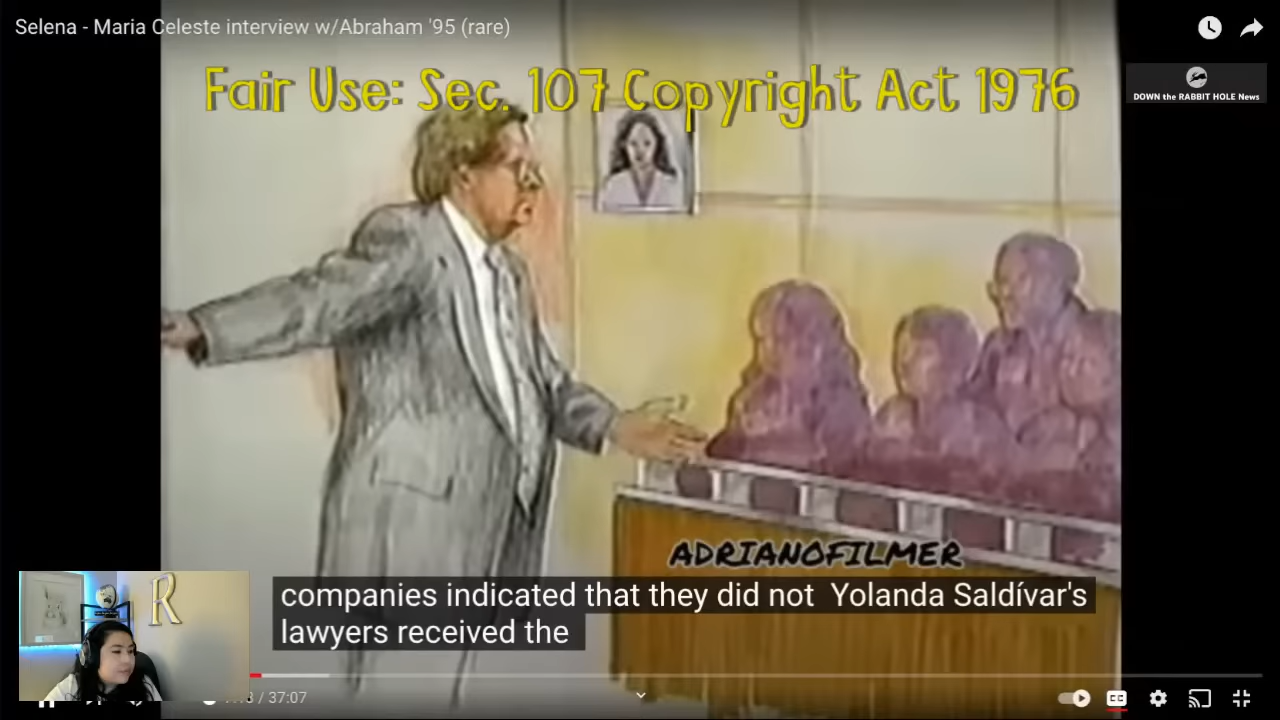 Selena - Maria Celeste interview w/Abraham '95 (rare)
Fair Use: Sec. 107 Copyright Act 1976
DOWN the RABBIT HOLE News
ADRIANOFILMER
companies indicated that they did not Yolanda Saldívar's
lawyers received the
R
/ 37:07
CC